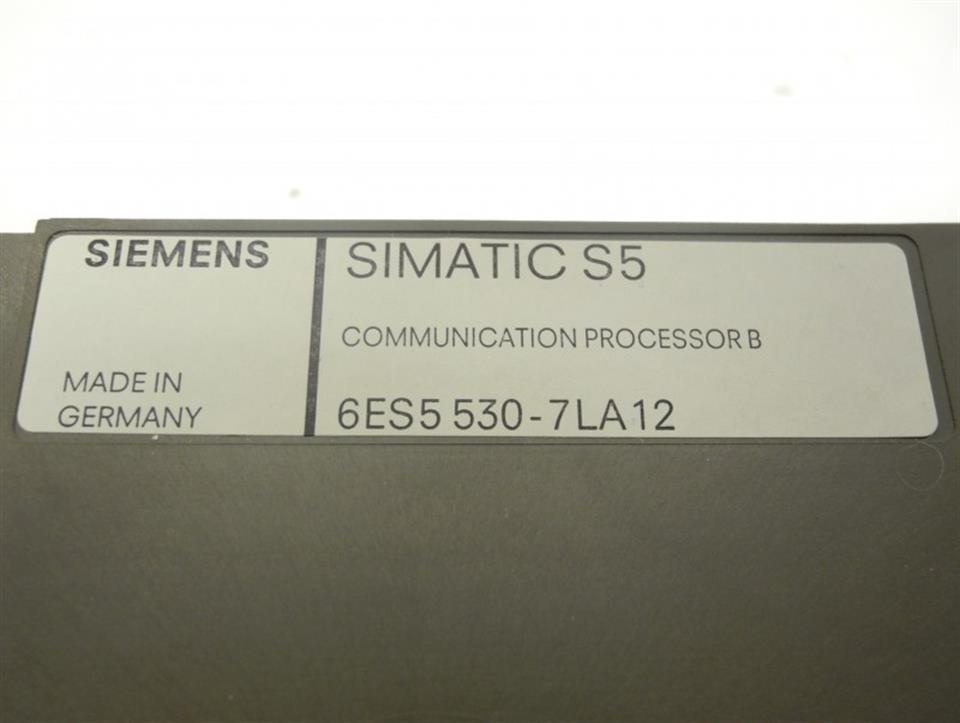 SIEMENS
MADE IN
GERMANY
SIMATIC S5
COMMUNICATION PROCESSOR B
6ES5 530-7LA12